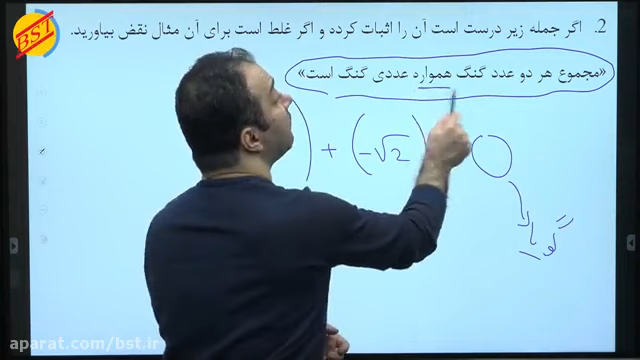 BST
2. اگر جمله زیر درست است آن را اثبات کرده و اگر غلط است برای آن مثال نقض بیاورید.
«مجموع هر دو عدد گنگ همواره عددی گنگ است»
) + (-√2)
گویا
aparat.com/bst.ir